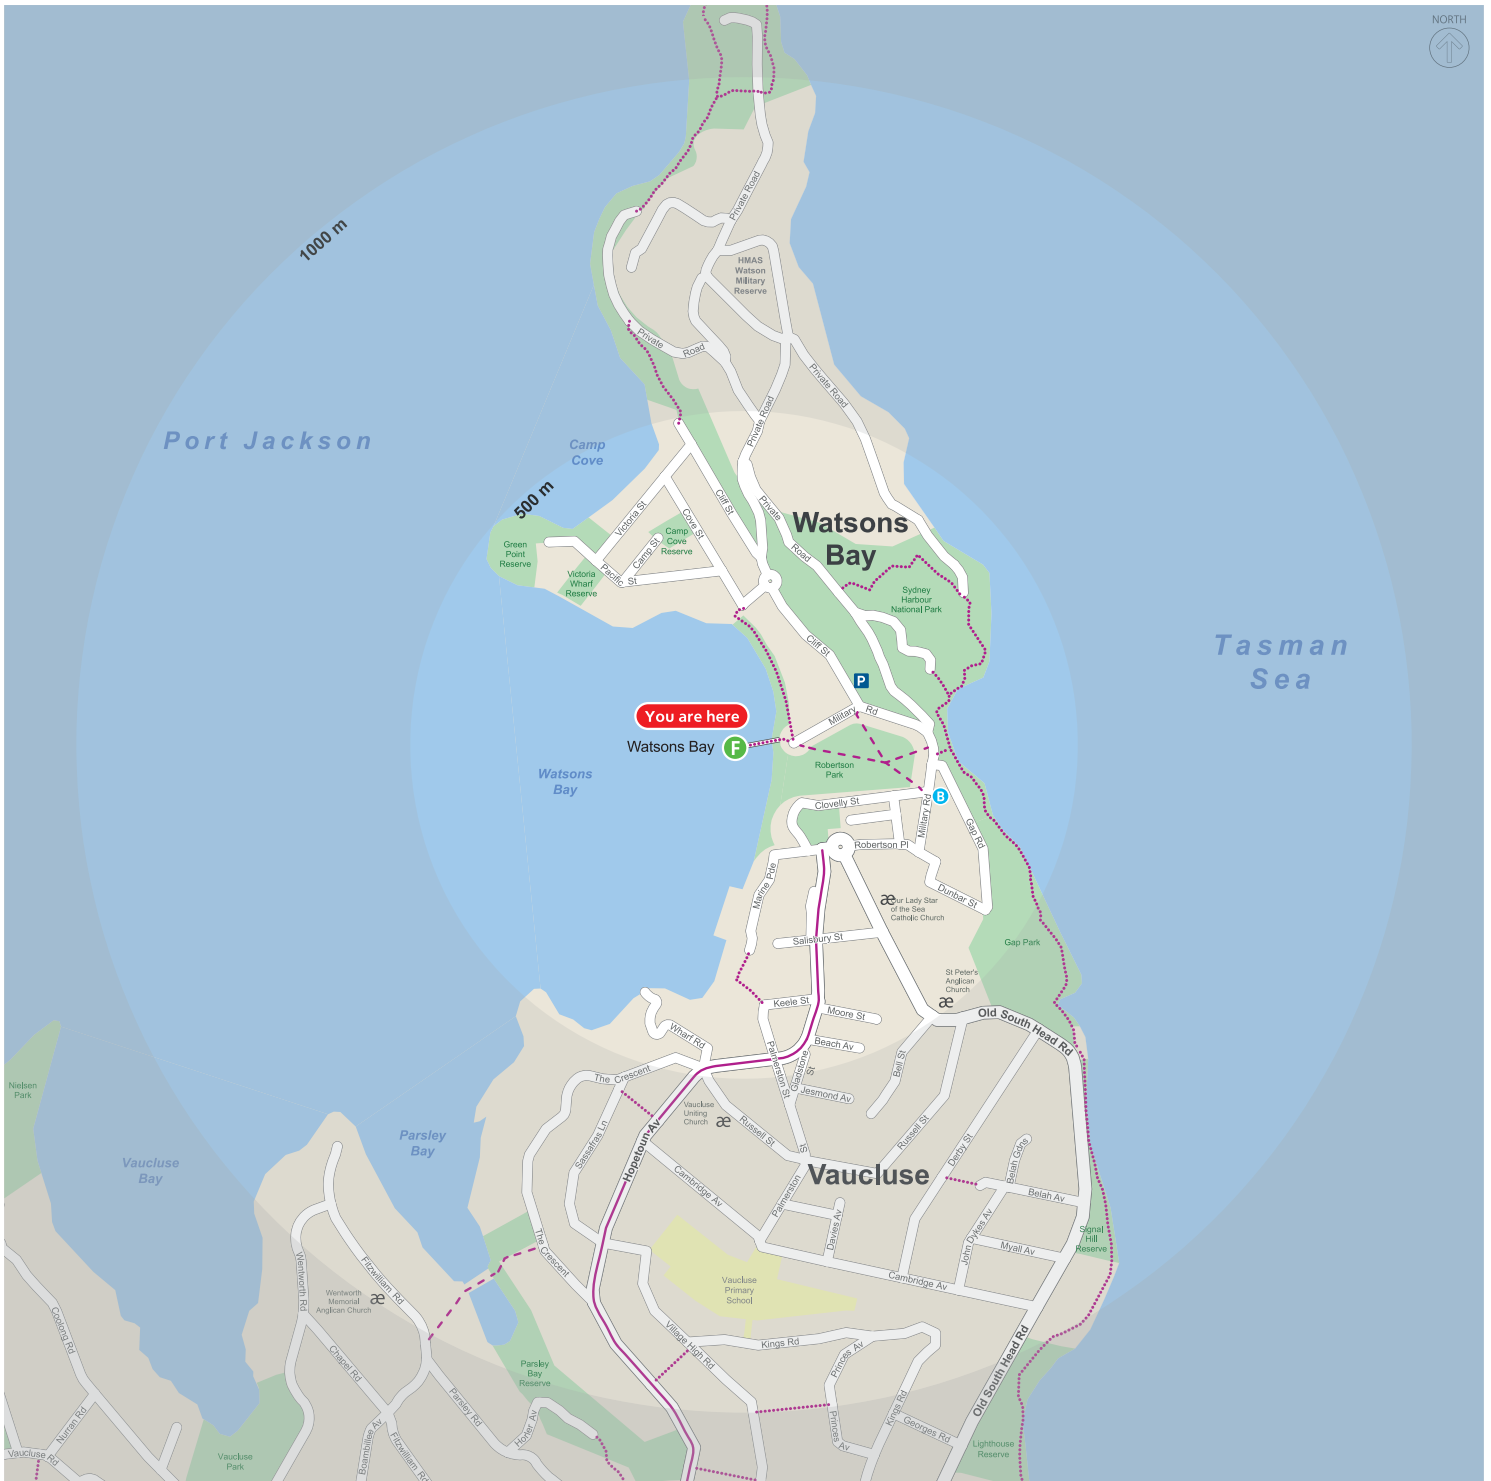 NORTH
1000 m
Private Road
HMAS
Watson
Military
Reserve
Private
Road
Private Road
Private Road
Port Jackson
Camp
Cove
500 m
Cliff St
Private
Road
Watsons
Bay
Victoria St
Cove St
Camp
Cove
Reserve
Camp St
Green
Point
Reserve
Victoria
Wharf
Reserve
Pacific St
Sydney
Harbour
National Park
Cliff St
Tasman
Sea
P
You are here
Watsons Bay
F
Military Rd
Watsons
Bay
Robertson
Park
B
Clovelly St
Military Rd
Gap Rd
Robertson Pl
Marine Pde
Dunbar St
æ
ur Lady Star
of the Sea
Catholic Church
Salisbury St
Gap Park
St Peter's
Anglican
Church
æ
Keele St
Moore St
Old South Head Rd
Wharf Rd
Beach Av
Palmerston St
Gladstone
St
Bell St
The Crescent
Jesmond Av
Nielsen
Park
Vaucluse
Uniting
Church
æ
Russell St
Russell St
Parsley
Bay
Sassafras Ln
Hopetoun Av
St
Derby St
Belah Gdns
Vaucluse
Bay
Vaucluse
Cambridge Av
Palmerston
Belah Av
Davies Av
John Dykes Av
Myall Av
Signal
Hill
Reserve
The Crescent
Wentworth Rd
Fitzwilliam Rd
Cambridge Av
Vaucluse
Primary
School
Wentworth
Memorial
Anglican Church
æ
Coolong Rd
Village High Rd
Kings Rd
Princes Av
Old South Head Rd
Chapel Rd
Parsley
Bay
Reserve
Parsley Rd
Kings Rd
Nurran Rd
Horler Av
Princes
Av
Georges Rd
Boambillee Av
Fitzwilliam Rd
Vaucluse Rd
Vaucluse
Park
Lighthouse
Reserve